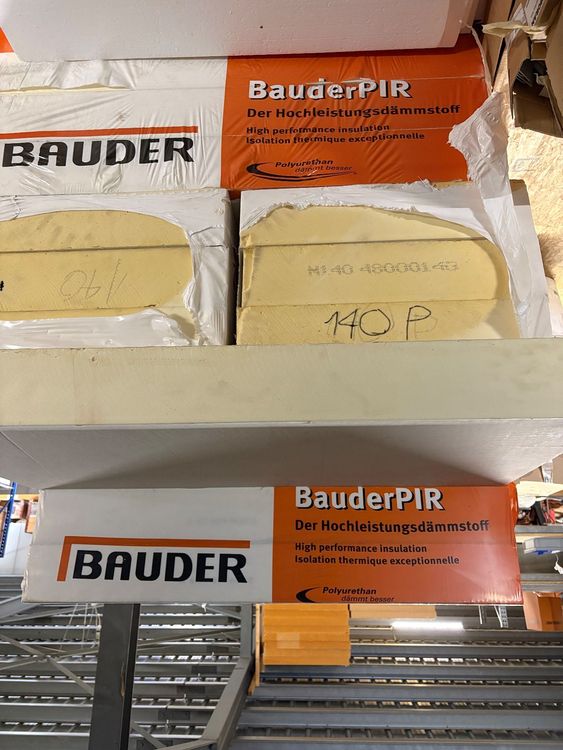 BauderPIR
Der Hochleistungsdämmstoff
High performance insulation
Isolation thermique exceptionnelle
BAUDER
Polyurethan
dämmt besser
140
M140 48000140
140 P
BauderPIR
Der Hochleistungsdämmstoff
High performance insulation
Isolation thermique exceptionnelle
BAUDER
Polyurethan
dämmt besser